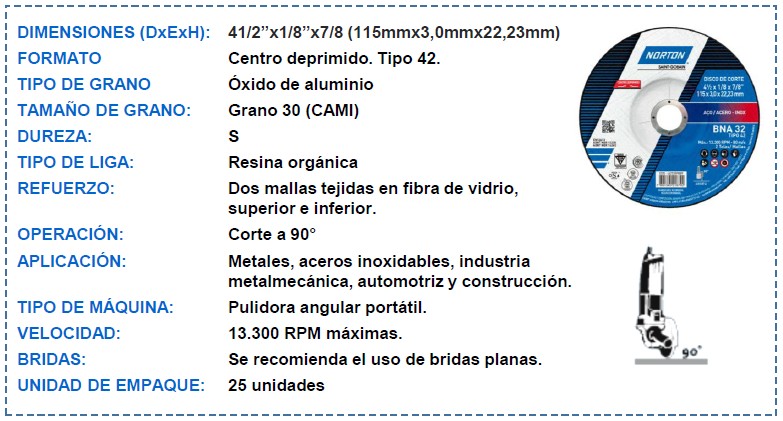 DIMENSIONES (DxExH): 41/2”x1/8”x7/8 (115mmx3,0mmx22,23mm)
FORMATO Centro deprimido. Tipo 42.
TIPO DE GRANO Óxido de aluminio
TAMAÑO DE GRANO: Grano 30 (CAMI)
DUREZA: S
TIPO DE LIGA: Resina orgánica
REFUERZO: Dos mallas tejidas en fibra de vidrio,
superior e inferior.
OPERACIÓN: Corte a 90°
APLICACIÓN: Metales, aceros inoxidables, industria
metalmecánica, automotriz y construcción.
TIPO DE MÁQUINA: Pulidora angular portátil.
VELOCIDAD: 13.300 RPM máximas.
BRIDAS: Se recomienda el uso de bridas planas.
UNIDAD DE EMPAQUE: 25 unidades
NORTON
SAINT-GOBAIN
DISCO DE CORTE
4½ x 1/8 x 7/8"
115 x 3,0 x 22,23 mm
ACO / ACERO - INOX
BNA 32
TIPO 42
90°